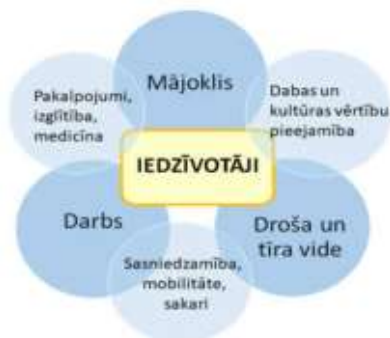 Mājoklis
Pakalpojumi,
izglītība,
medicīna
Dabas un
kultūras vērtību
pieejamība
IEDZĪVOTĀJI
Darbs
Droša un
tīra vide
Sasniedzamība,
mobilitāte,
sakari